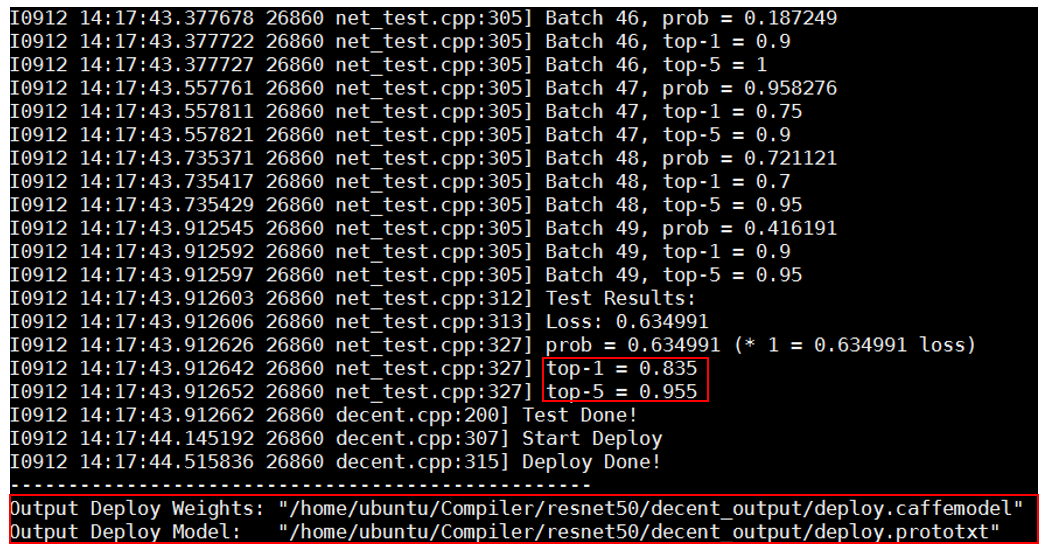 I0912 14:17:43.377678 26860 net_test.cpp:305] Batch 46, prob = 0.187249
I0912 14:17:43.377722 26860 net_test.cpp:305] Batch 46, top-1 = 0.9
I0912 14:17:43.377727 26860 net_test.cpp:305] Batch 46, top-5 = 1
I0912 14:17:43.557761 26860 net_test.cpp:305] Batch 47, prob = 0.958276
I0912 14:17:43.557811 26860 net_test.cpp:305] Batch 47, top-1 = 0.75
I0912 14:17:43.557821 26860 net_test.cpp:305] Batch 47, top-5 = 0.9
I0912 14:17:43.735371 26860 net_test.cpp:305] Batch 48, prob = 0.721121
I0912 14:17:43.735417 26860 net_test.cpp:305] Batch 48, top-1 = 0.7
I0912 14:17:43.735429 26860 net_test.cpp:305] Batch 48, top-5 = 0.95
I0912 14:17:43.912545 26860 net_test.cpp:305] Batch 49, prob = 0.416191
I0912 14:17:43.912592 26860 net_test.cpp:305] Batch 49, top-1 = 0.9
I0912 14:17:43.912597 26860 net_test.cpp:305] Batch 49, top-5 = 0.95
I0912 14:17:43.912603 26860 net_test.cpp:312] Test Results:
I0912 14:17:43.912606 26860 net_test.cpp:313] Loss: 0.634991
I0912 14:17:43.912626 26860 net_test.cpp:327] prob = 0.634991 (* 1 = 0.634991 loss)
I0912 14:17:43.912642 26860 net_test.cpp:327] top-1 = 0.835
I0912 14:17:43.912652 26860 net_test.cpp:327] top-5 = 0.955
I0912 14:17:43.912662 26860 decent.cpp:200] Test Done!
I0912 14:17:44.145192 26860 decent.cpp:307] Start Deploy
I0912 14:17:44.515836 26860 decent.cpp:315] Deploy Done!
--------------------------------------------------
Output Deploy Weights: "/home/ubuntu/Compiler/resnet50/decent_output/deploy.caffemodel"
Output Deploy Model:   "/home/ubuntu/Compiler/resnet50/decent_output/deploy.prototxt"